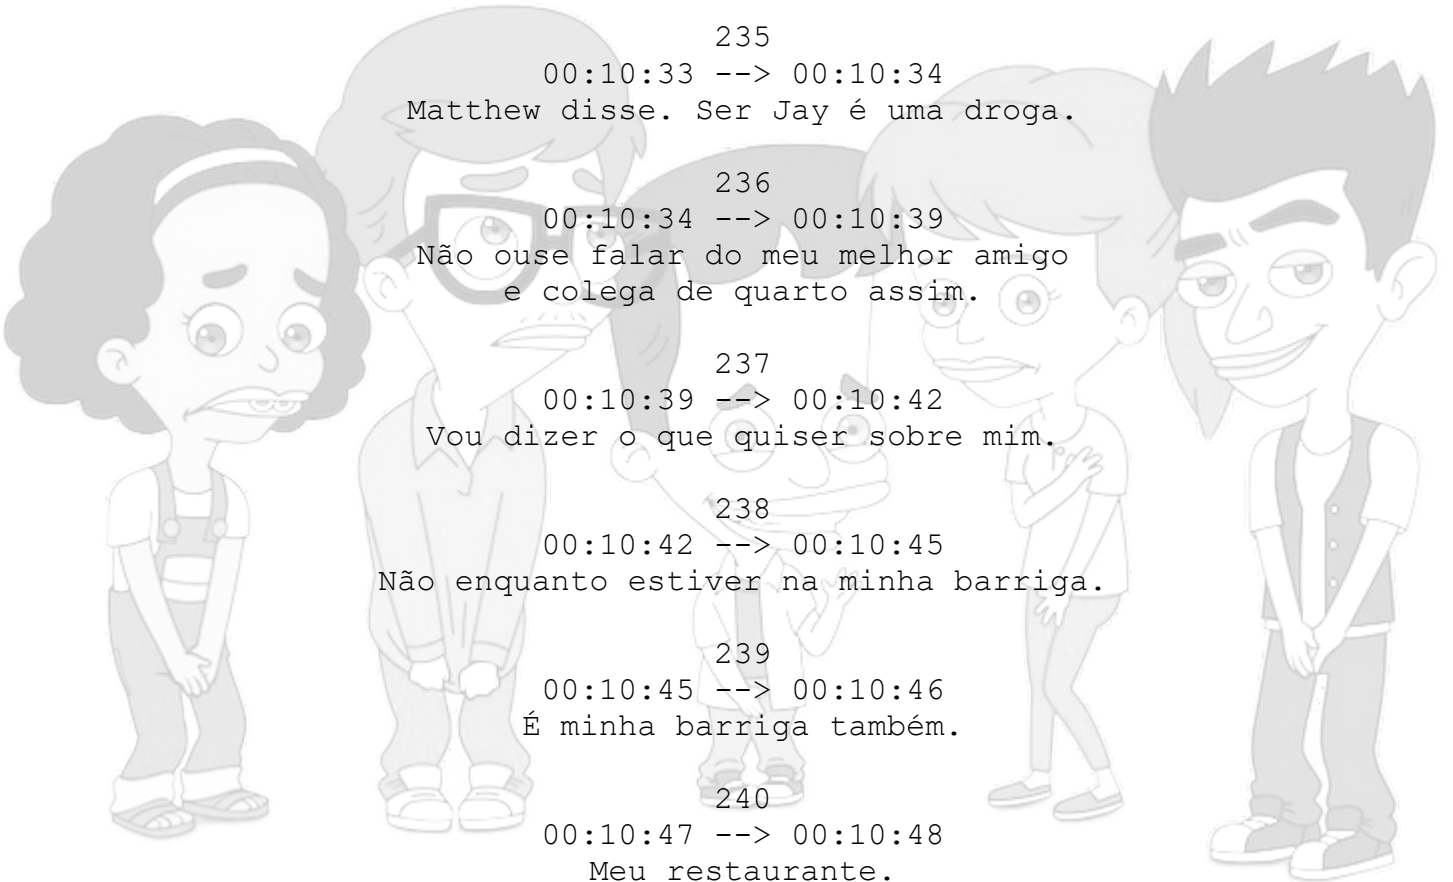 235
00:10:33 --> 00:10:34
Matthew disse. Ser Jay é uma droga.
236
00:10:34 --> 00:10:39
Não ouse falar do meu melhor amigo
e colega de quarto assim.
237
00:10:39 --> 00:10:42
Vou dizer o que quiser sobre mim.
238
00:10:42 --> 00:10:45
Não enquanto estiver na minha barriga.
239
00:10:45 --> 00:10:46
É minha barriga também.
240
00:10:47 --> 00:10:48
Meu restaurante.